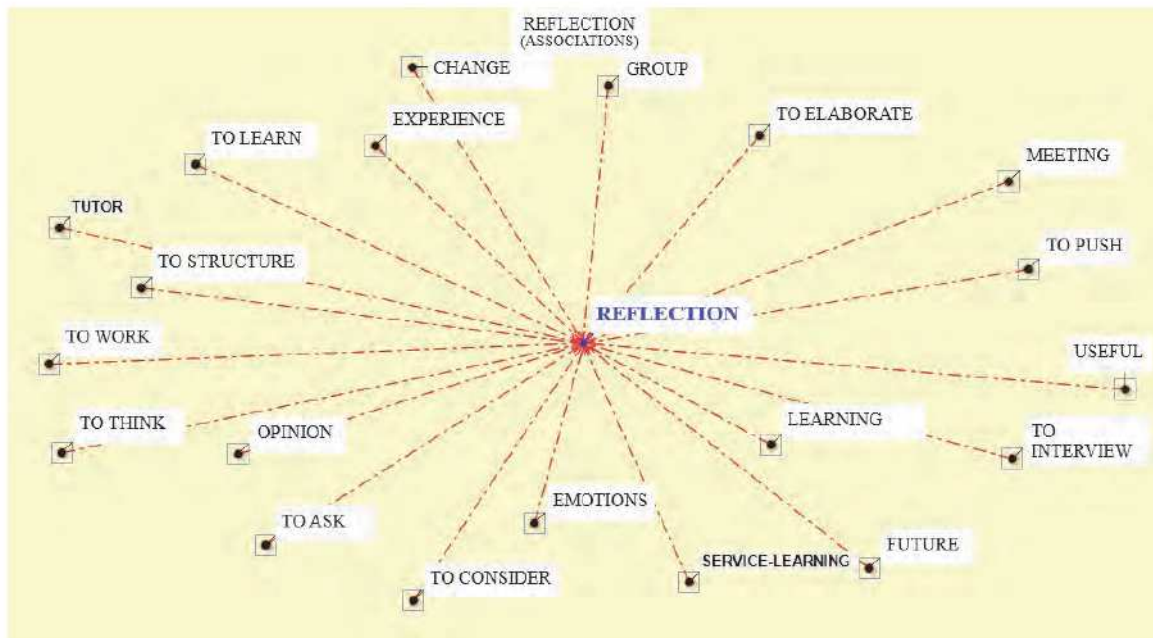 REFLECTION
(ASSOCIATIONS)
CHANGE
GROUP
EXPERIENCE
TO ELABORATE
TO LEARN
MEETING
TUTOR
TO STRUCTURE
TO PUSH
REFLECTION
TO WORK
USEFUL
TO THINK
OPINION
LEARNING
TO
INTERVIEW
EMOTIONS
TO ASK
FUTURE
SERVICE-LEARNING
TO CONSIDER